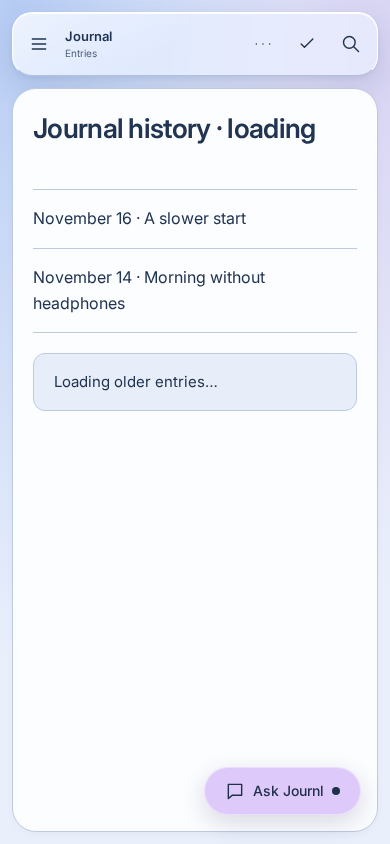 Journal
Entries
Journal history · loading
November 16 · A slower start
November 14 · Morning without
headphones
Loading older entries…
Ask Journl